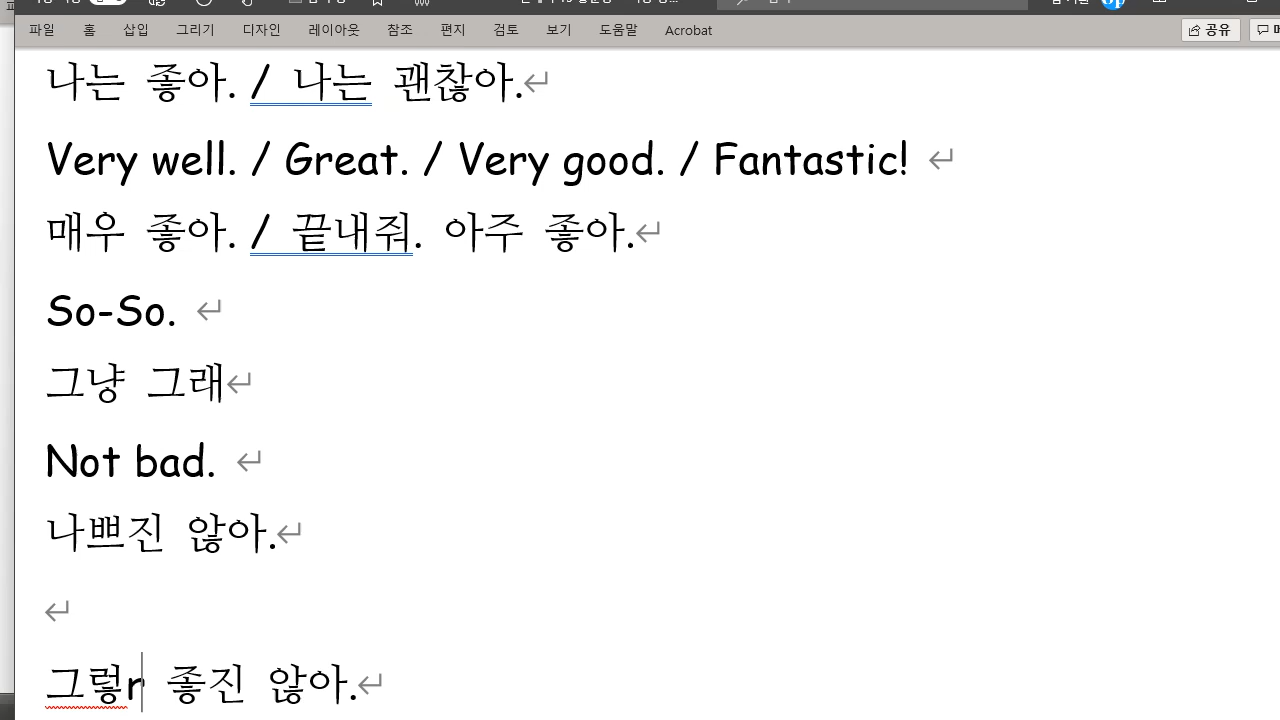 파일 홈 삽입 그리기 디자인 레이아웃 참조 편지 검토 보기 도움말 Acrobat 공유
나는 좋아. / 나는 괜찮아.
Very well. / Great. / Very good. / Fantastic!
매우 좋아. / 끝내줘. 아주 좋아.
So-So.
그냥 그래
Not bad.
나쁘진 않아.
그렇r 좋진 않아.